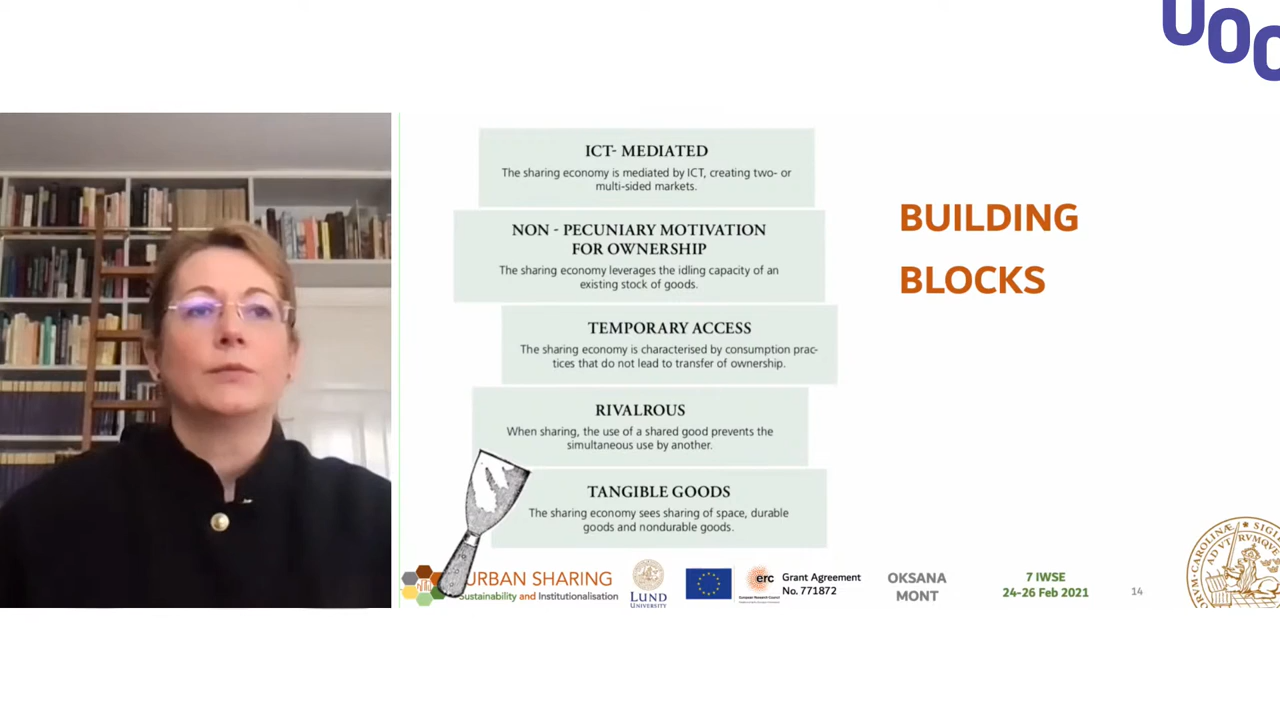 UOC
ICT- MEDIATED
The sharing economy is mediated by ICT, creating two- or
multi-sided markets.
NON - PECUNIARY MOTIVATION
FOR OWNERSHIP
The sharing economy leverages the idling capacity of an
existing stock of goods.
TEMPORARY ACCESS
The sharing economy is characterised by consumption prac-
tices that do not lead to transfer of ownership.
RIVALROUS
When sharing, the use of a shared good prevents the
simultaneous use by another.
TANGIBLE GOODS
The sharing economy sees sharing of space, durable
goods and nondurable goods.
BUILDING
BLOCKS
URBAN SHARING
Sustainability and Institutionalisation
LUND
UNIVERSITY
erc
European Research Council
Grant Agreement
No. 771872
OKSANA
MONT
7 IWSE
24-26 Feb 2021
14